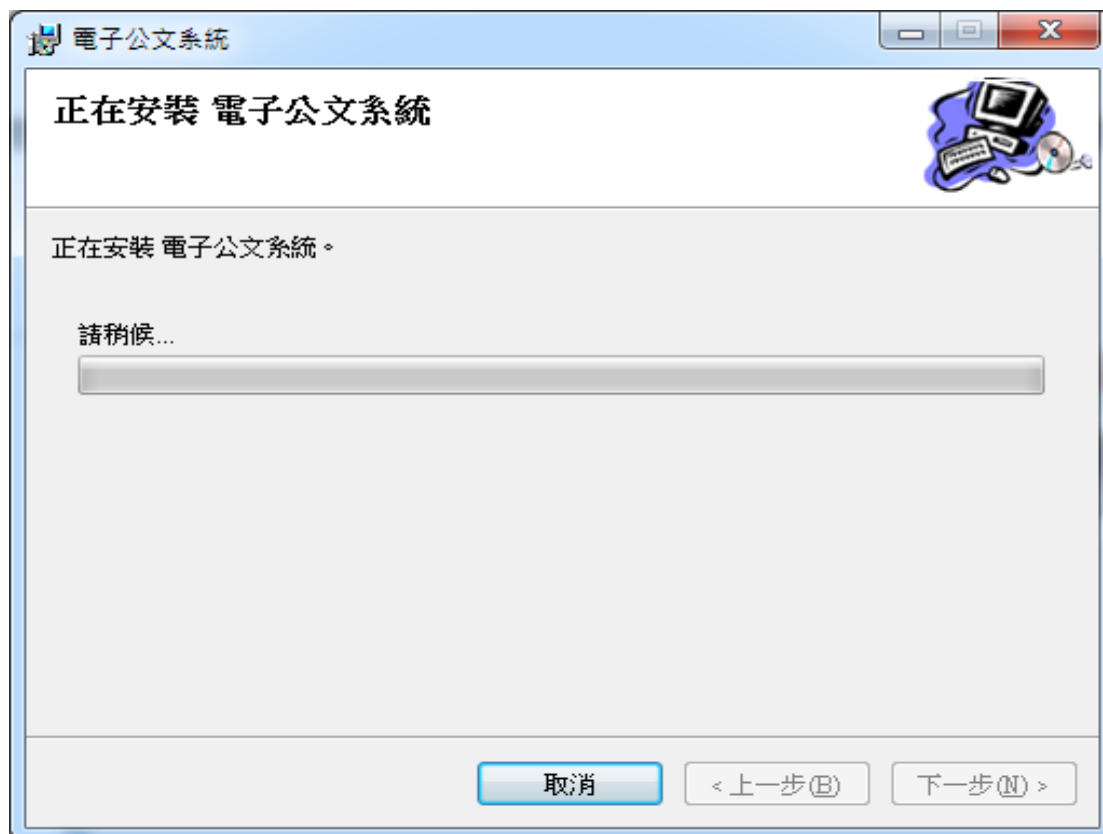 電子公文系統
正在安裝 電子公文系統
正在安裝 電子公文系統。
請稍候...
取消
< 上一步(B)
下一步(N) >